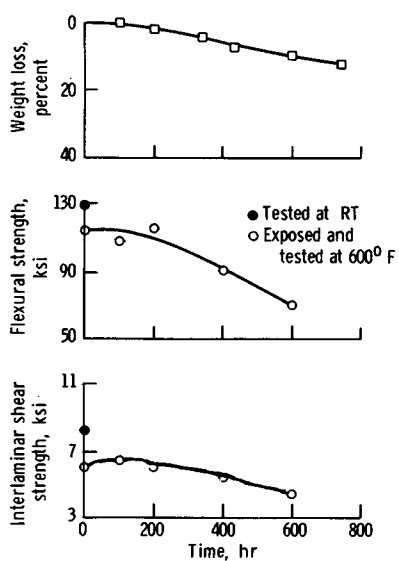 Weight loss,
percent
0
20
40
Flexural strength,
ksi
130
90
50
● Tested at RT
○ Exposed and
tested at 600⁰ F
Interlaminar shear
strength, ksi
11
7
3
0 200 400 600 800
Time, hr